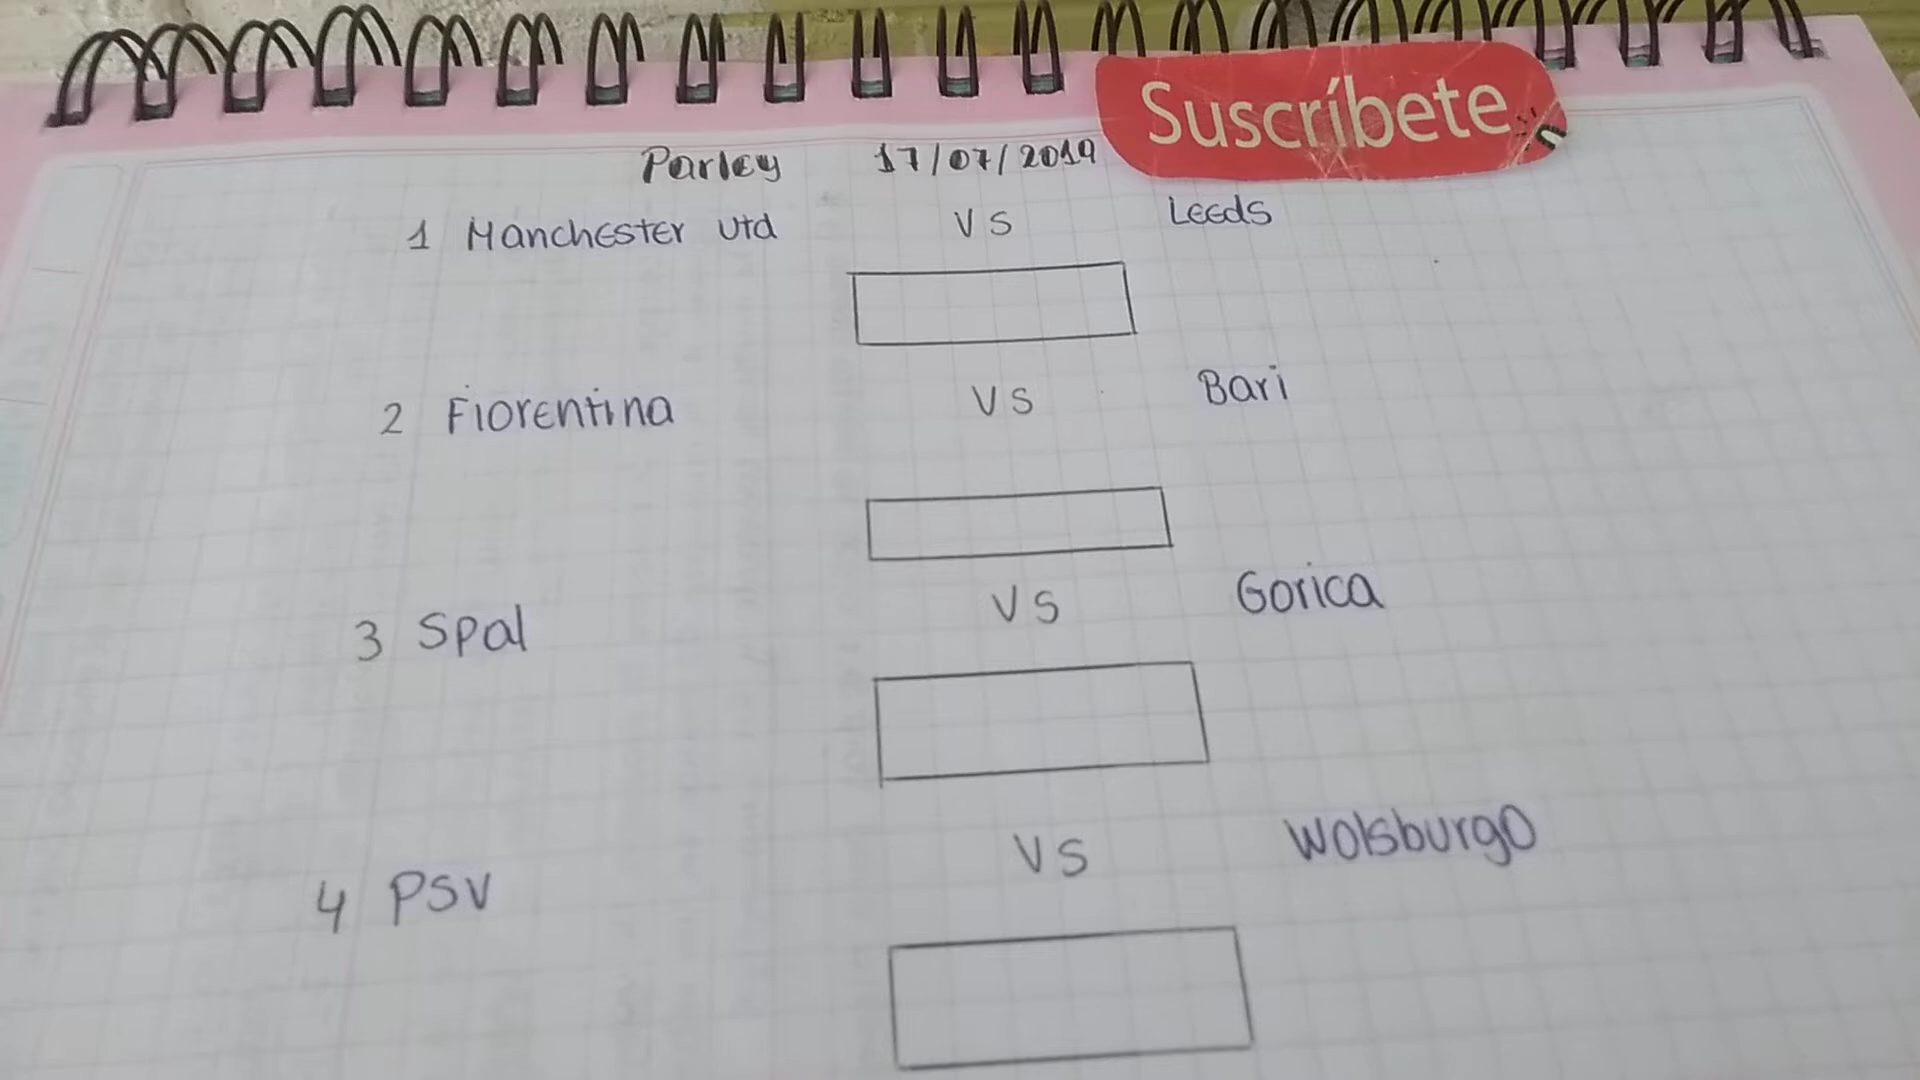 Suscríbete
Parley 17/07/2019
1 Manchester Utd VS Leeds
2 Fiorentina VS Bari
3 Spal VS Gorica
4 PSV VS Wolsburgo